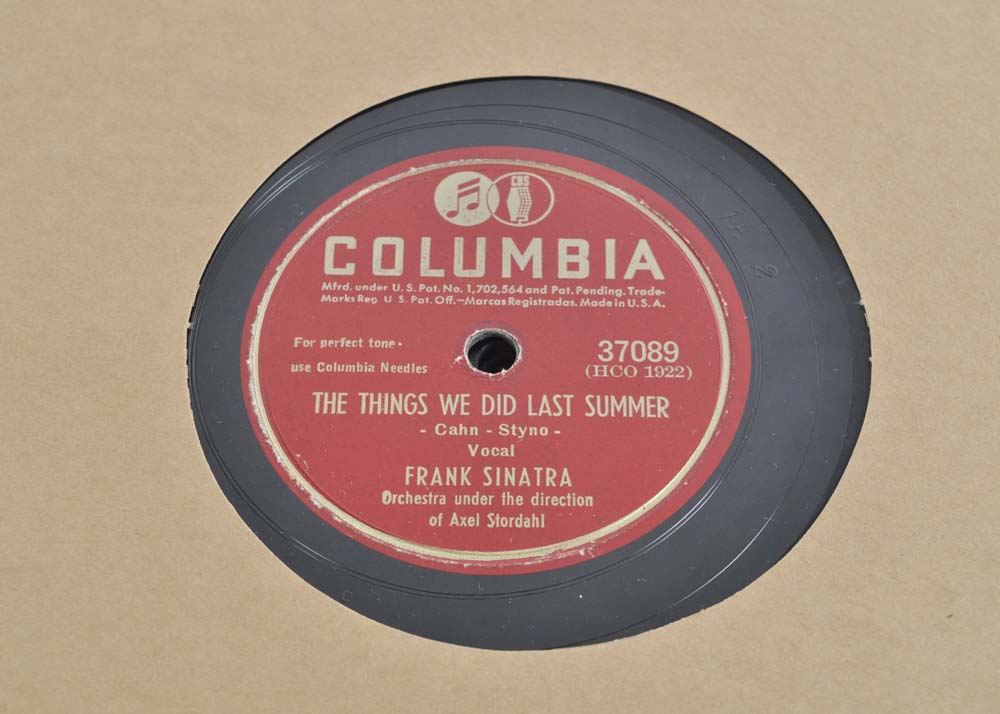 CBS
COLUMBIA
Mfrd. under U.S. Pat. No. 1,702,564 and Pat. Pending. Trade-
Marks Reg U S Pat. Off.—Marcas Registradas. Made in U.S.A.
For perfect tone -
use Columbia Needles
37089
(HCO 1922)
THE THINGS WE DID LAST SUMMER
- Cahn - Styno -
Vocal
FRANK SINATRA
Orchestra under the direction
of Axel Stordahl